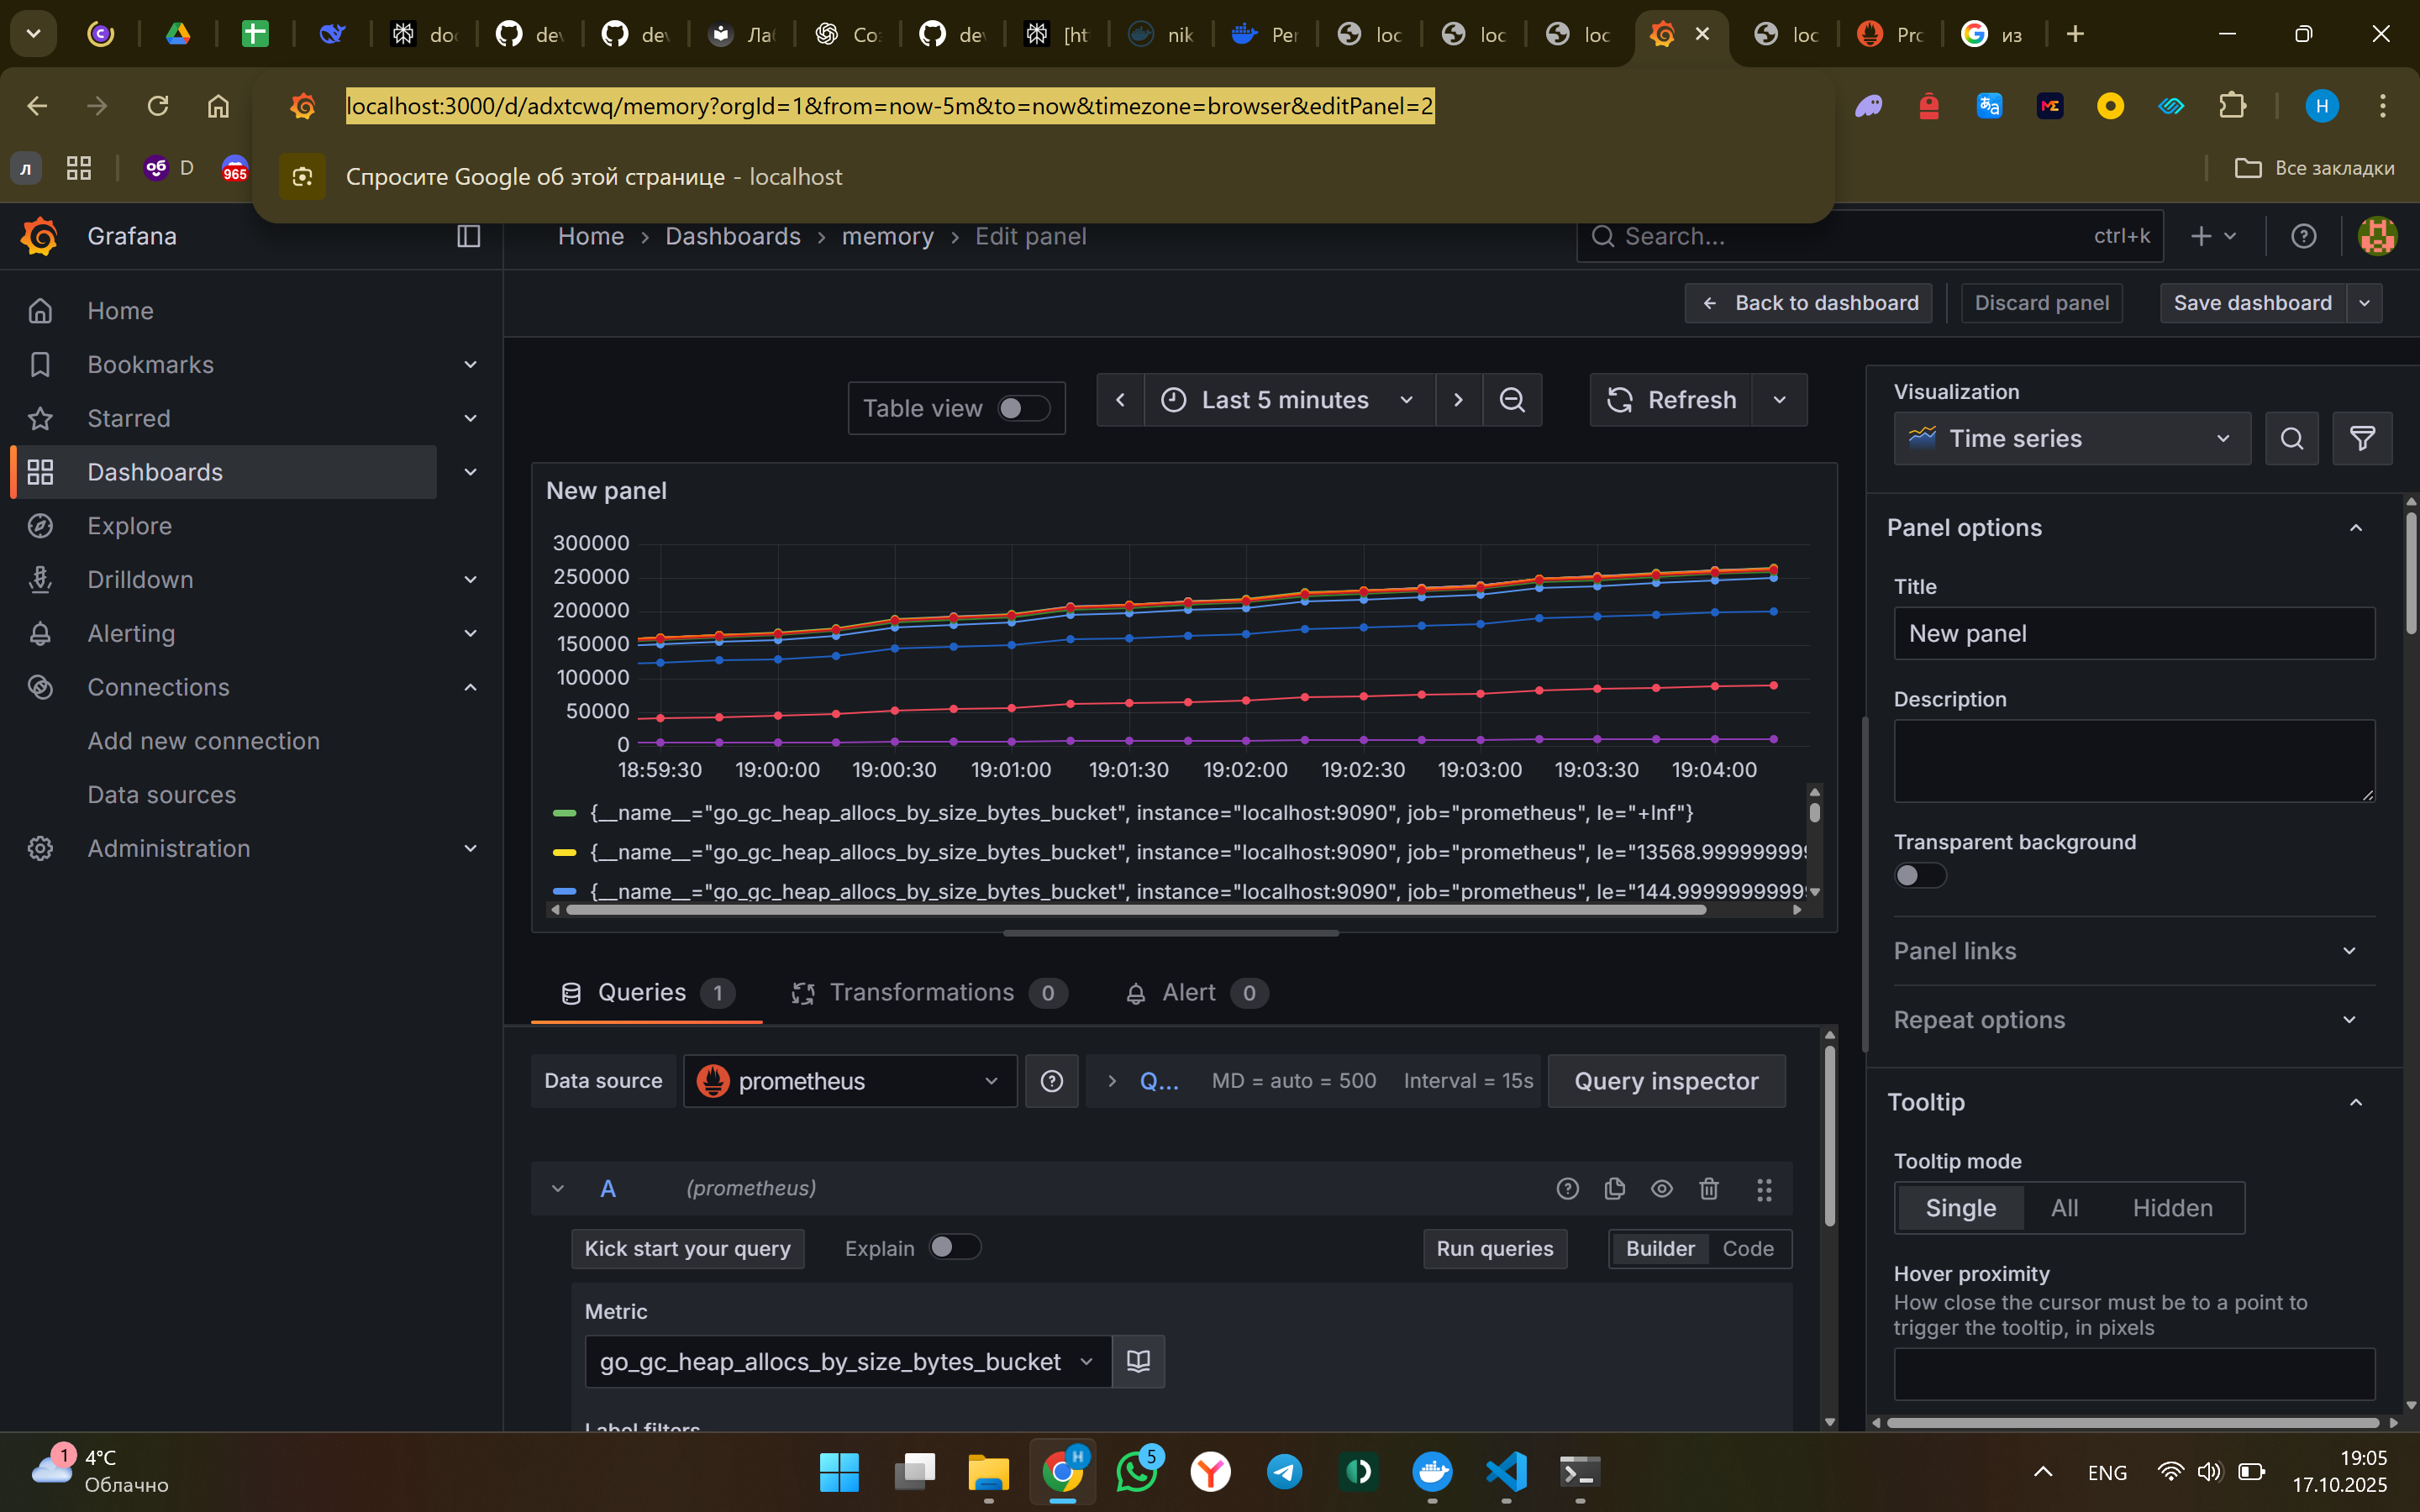 do
de
de
Ла
Со
de
[ht
nik
Per
loc
loc
loc
loc
Pro
из
localhost:3000/d/adxtcwq/memory?orgId=1&from=now-5m&to=now&timezone=browser&editPanel=2
H
Спросите Google об этой странице - localhost
л
об
D
965
Все закладки
Grafana
Home › Dashboards › memory › Edit panel
Search...
ctrl+k
Back to dashboard
Discard panel
Save dashboard
Home
Bookmarks
Starred
Dashboards
Explore
Drilldown
Alerting
Connections
Add new connection
Data sources
Administration
Table view
Last 5 minutes
Refresh
New panel
300000
250000
200000
150000
100000
50000
0
18:59:30 19:00:00 19:00:30 19:01:00 19:01:30 19:02:00 19:02:30 19:03:00 19:03:30 19:04:00
{__name__="go_gc_heap_allocs_by_size_bytes_bucket", instance="localhost:9090", job="prometheus", le="+Inf"}
{__name__="go_gc_heap_allocs_by_size_bytes_bucket", instance="localhost:9090", job="prometheus", le="13568.999999999
{__name__="go_gc_heap_allocs_by_size_bytes_bucket", instance="localhost:9090", job="prometheus", le="144.9999999999
Queries 1
Transformations 0
Alert 0
Data source
prometheus
Q...
MD = auto = 500
Interval = 15s
Query inspector
A
(prometheus)
Kick start your query
Explain
Run queries
Builder
Code
Metric
go_gc_heap_allocs_by_size_bytes_bucket
Label filters
Visualization
Time series
Panel options
Title
New panel
Description
Transparent background
Panel links
Repeat options
Tooltip
Tooltip mode
Single
All
Hidden
Hover proximity
How close the cursor must be to a point to
trigger the tooltip, in pixels
1
4°C
Облачно
H
5
ENG
19:05
17.10.2025